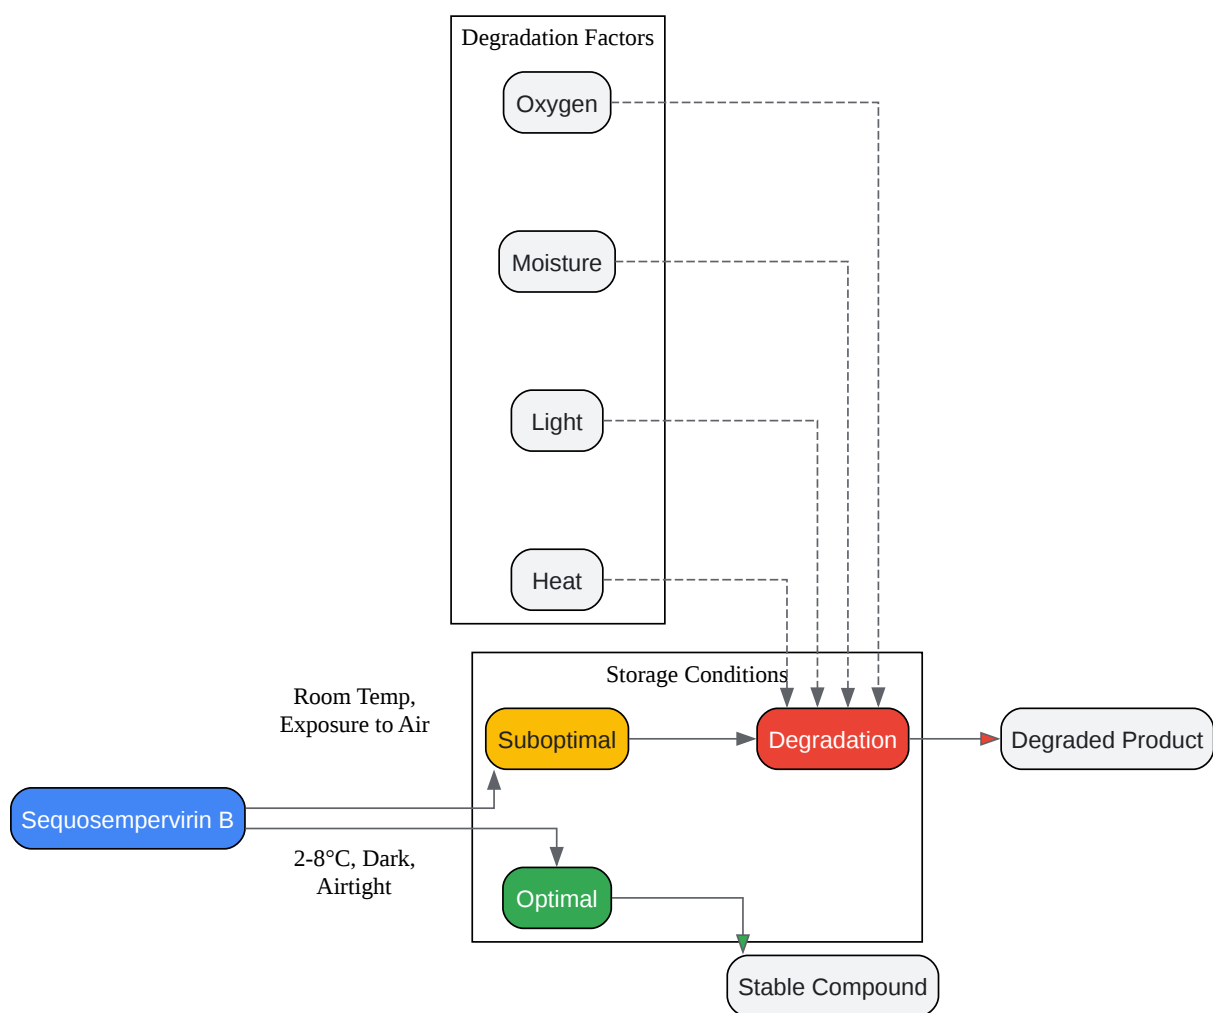 Degradation Factors
Oxygen
Moisture
Light
Heat
Storage Conditions
Room Temp,
Exposure to Air
Suboptimal
Degradation
Degraded Product
Sequosempervirin B
2-8°C, Dark,
Airtight
Optimal
Stable Compound